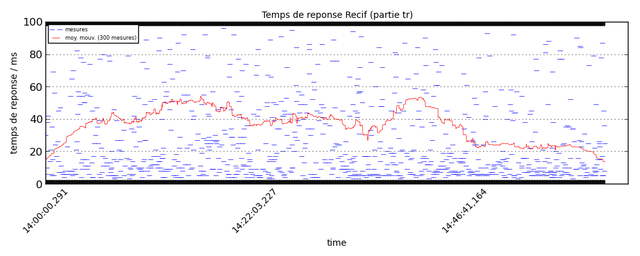 Temps de reponse Recif (partie tr)
mesures
moy. mouv. (300 mesures)
temps de reponse / ms
100
80
60
40
20
0
14:00:00,291
14:22:03,227
14:46:41,164
time